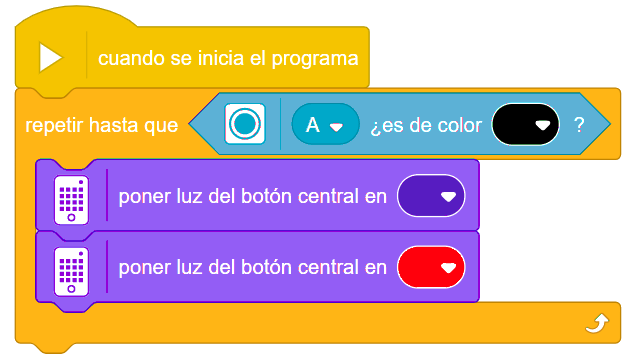 cuando se inicia el programa
repetir hasta que A ¿es de color ?
poner luz del botón central en
poner luz del botón central en